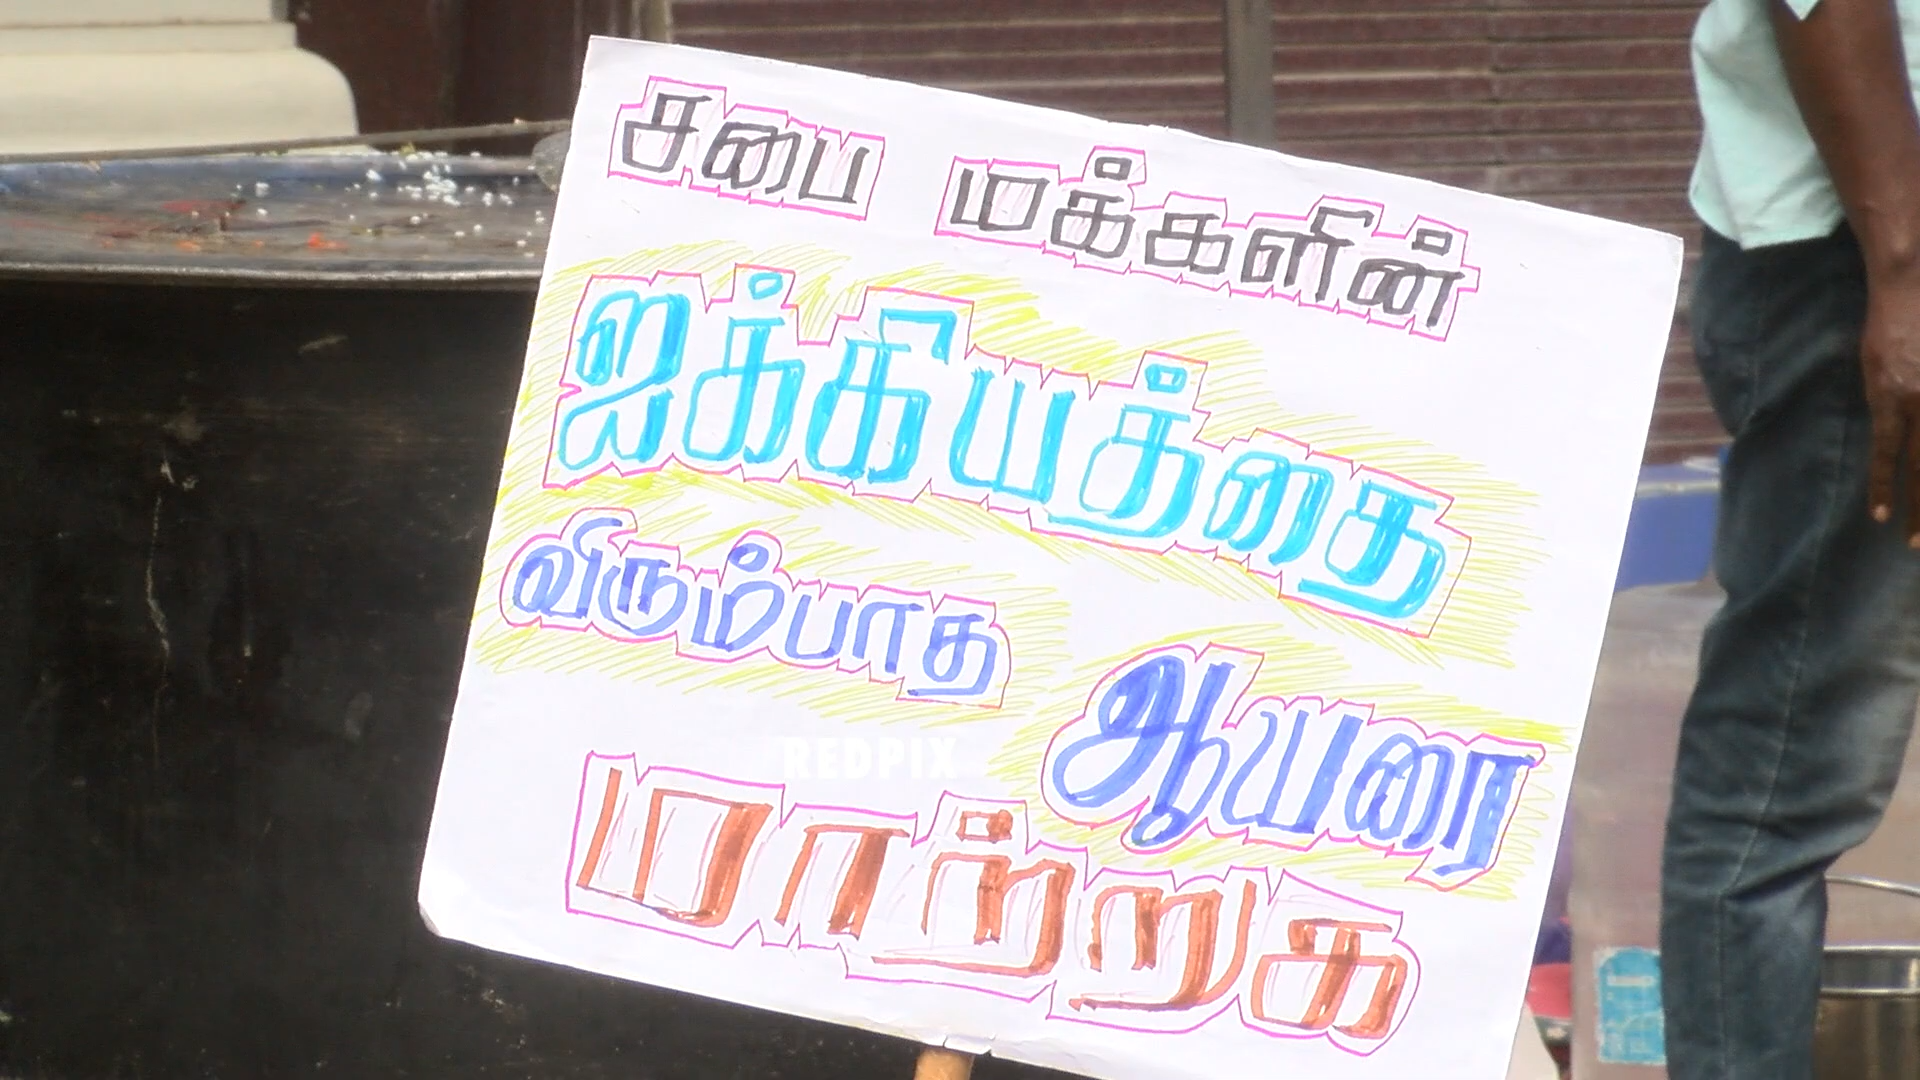 சபை மக்களின்
ஐக்கியத்தை
விரும்பாத
ஆயரை
REDPIX
மாற்றுக